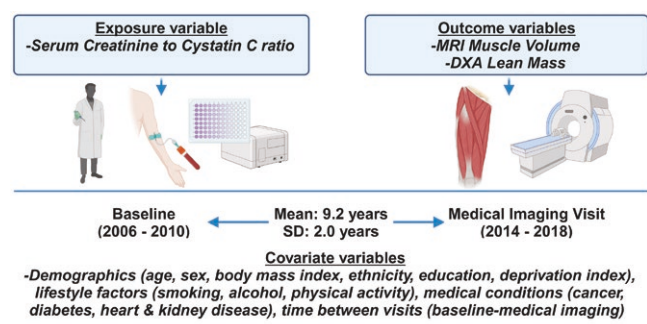 Exposure variable
-Serum Creatinine to Cystatin C ratio
Outcome variables
-MRI Muscle Volume
-DXA Lean Mass
Baseline
(2006 - 2010)
Mean: 9.2 years
SD: 2.0 years
Medical Imaging Visit
(2014 - 2018)
Covariate variables
-Demographics (age, sex, body mass index, ethnicity, education, deprivation index),
lifestyle factors (smoking, alcohol, physical activity), medical conditions (cancer,
diabetes, heart & kidney disease), time between visits (baseline-medical imaging)